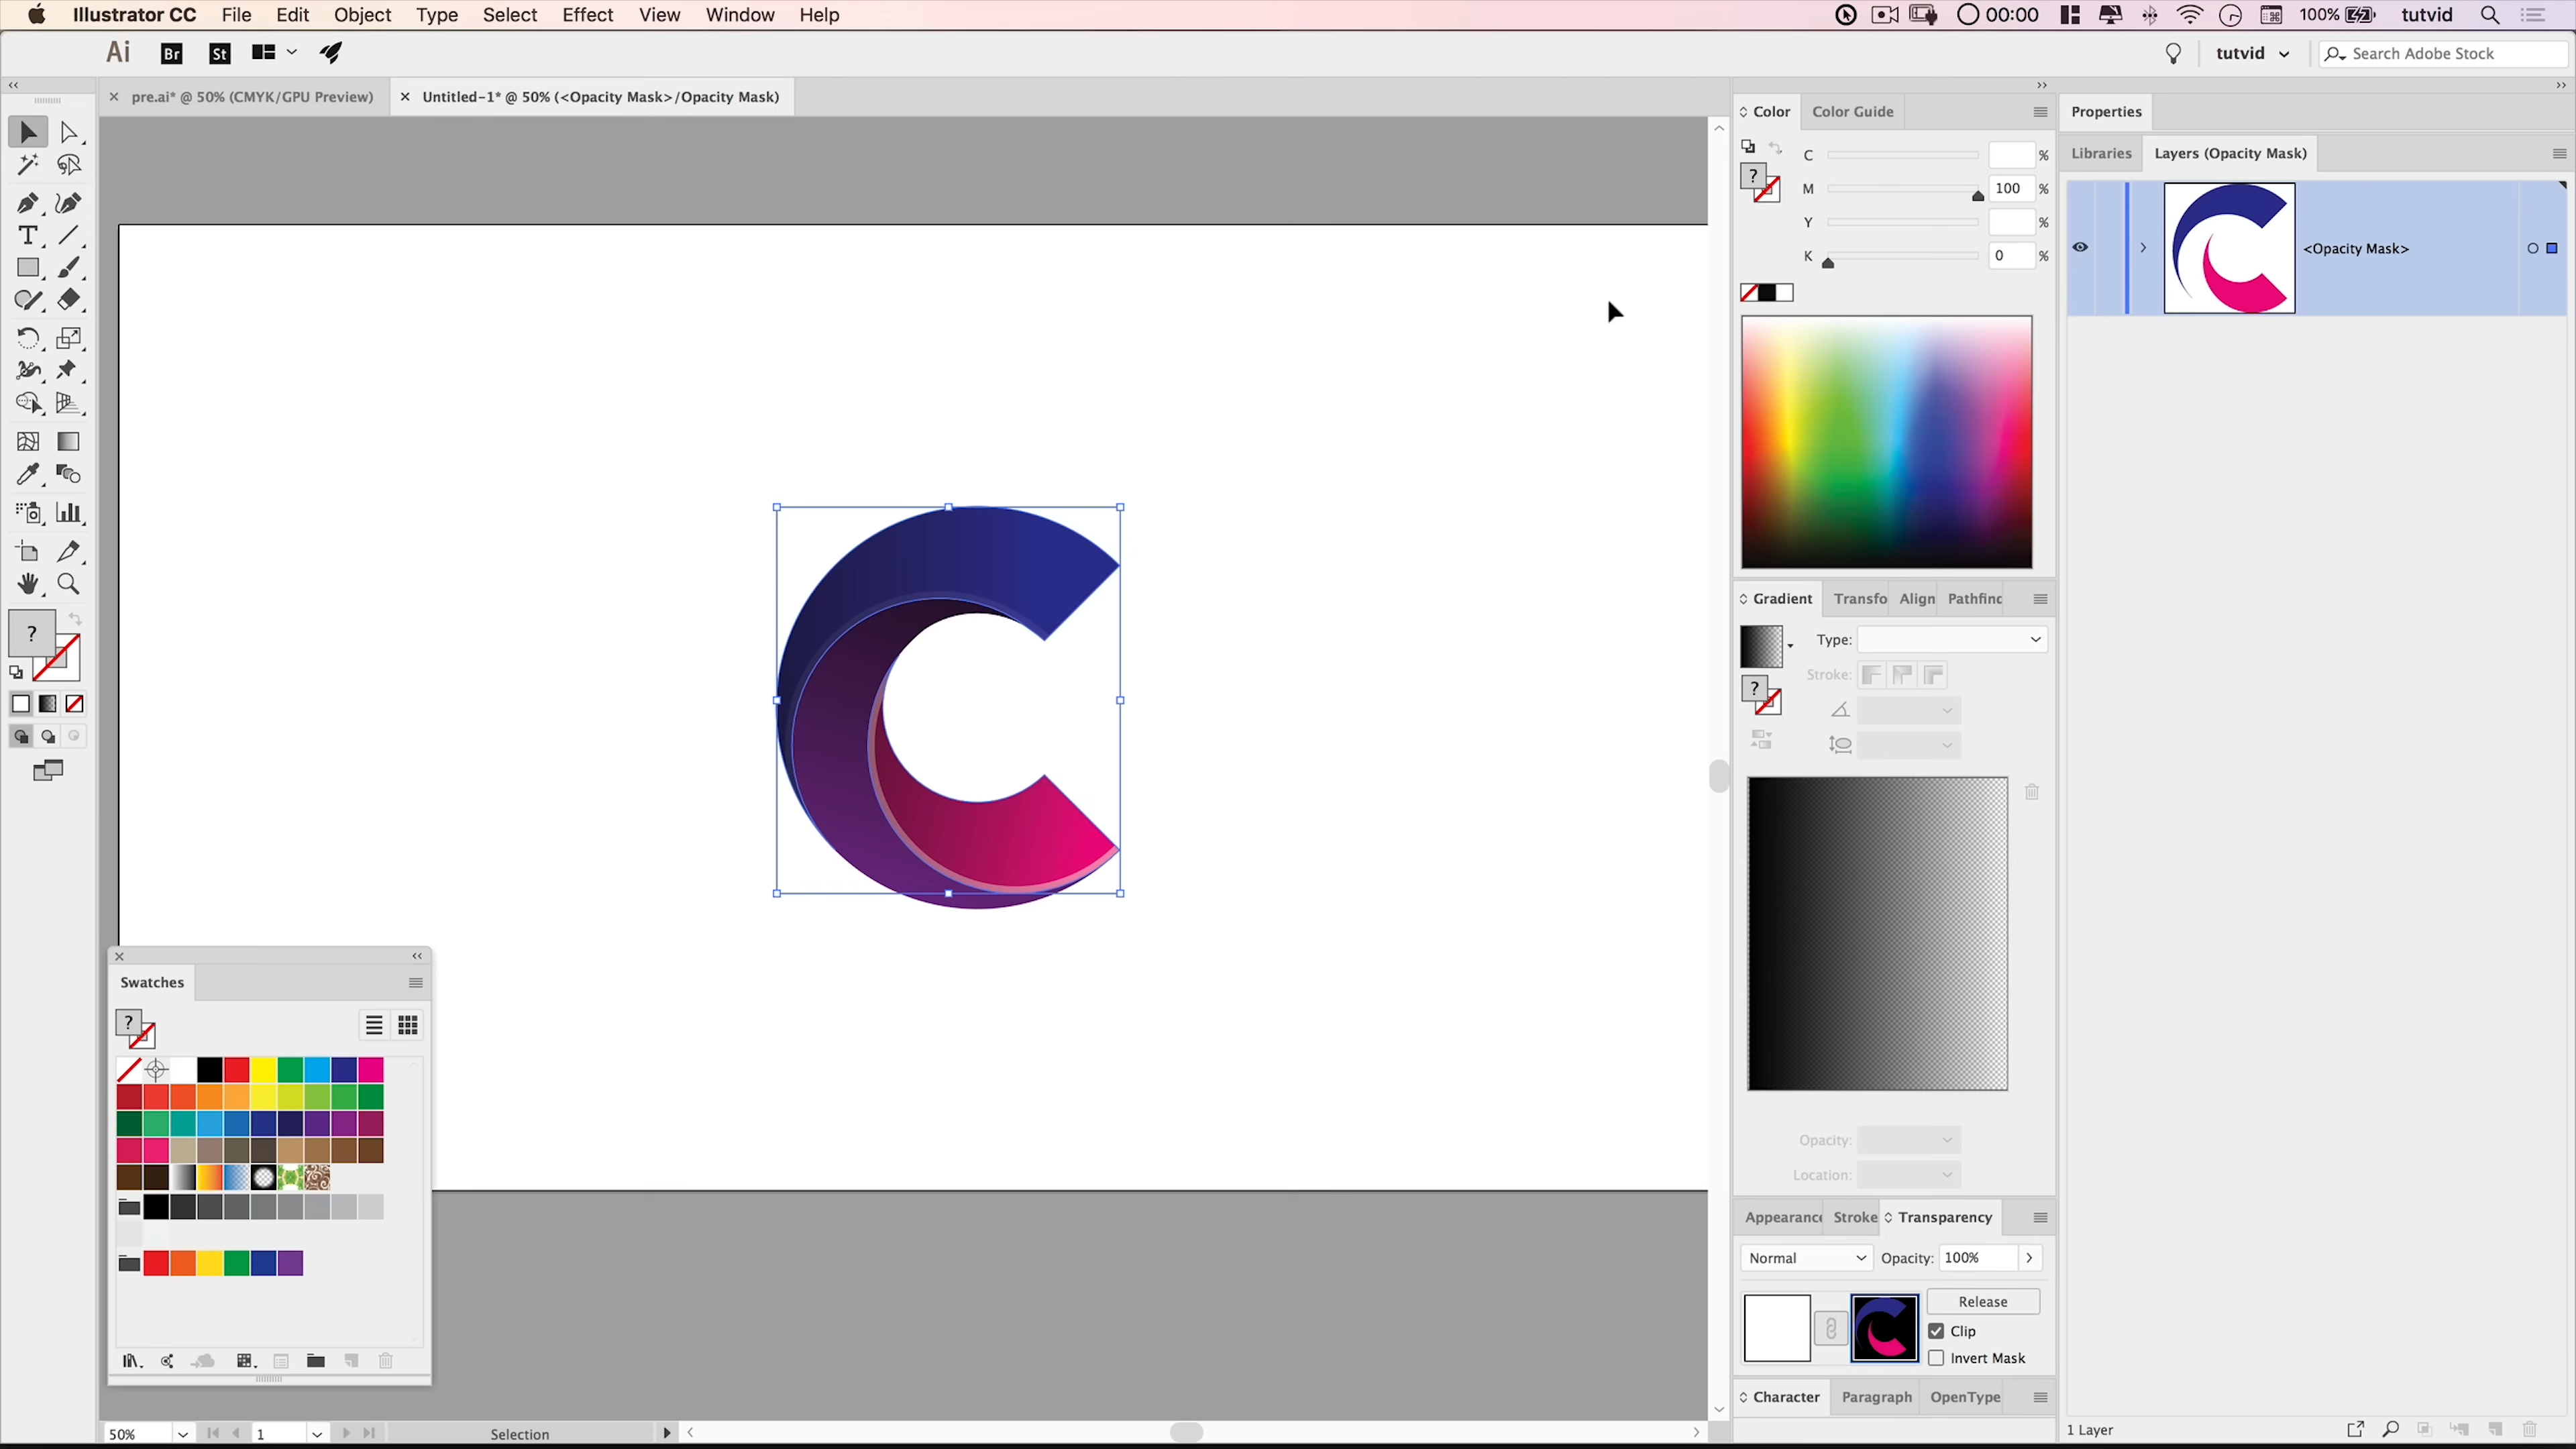 Illustrator CC File Edit Object Type Select Effect View Window Help 00:00 100% tutvid
Ai Br St tutvid Search Adobe Stock
pre.ai* @ 50% (CMYK/GPU Preview) Untitled-1* @ 50% (<Opacity Mask>/Opacity Mask)
Color Color Guide
Properties
Libraries Layers (Opacity Mask)
C %
M 100 %
Y %
K 0 %
<Opacity Mask>
Gradient Transfo Align Pathfinc
Type:
Stroke:
Opacity:
Location:
Appearanc Stroke Transparency
Normal Opacity: 100%
Release
Clip
Invert Mask
Character Paragraph OpenType
Swatches
50% 1 Selection
1 Layer